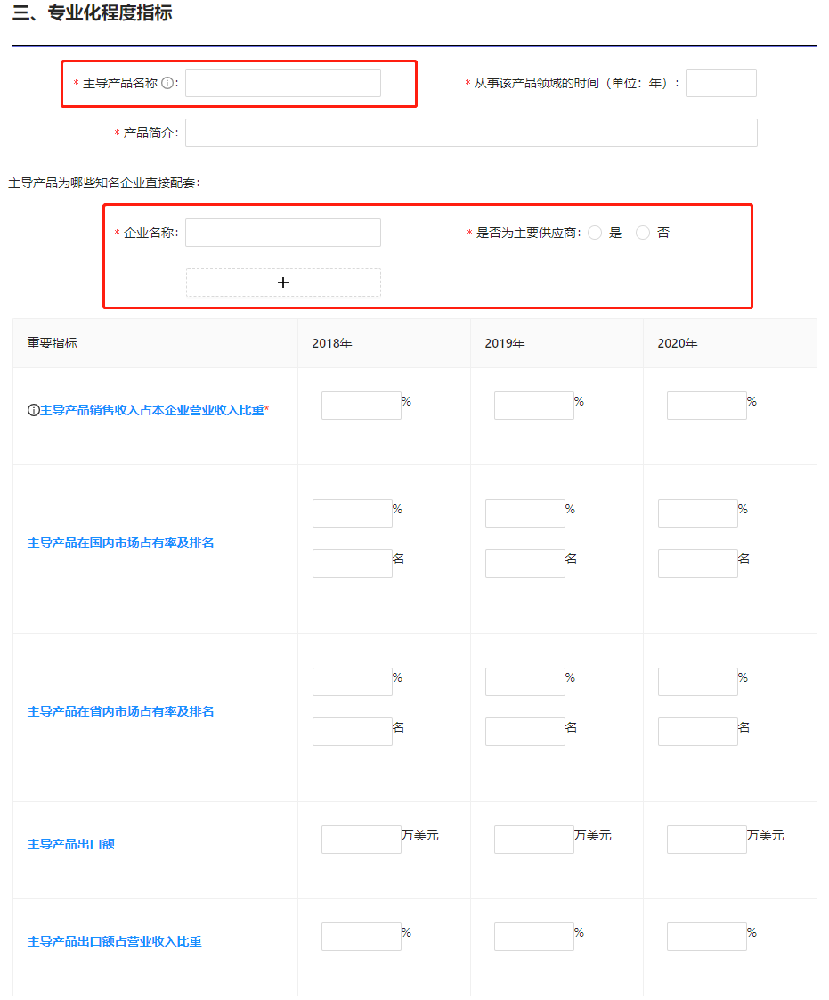 三、专业化程度指标
* 主导产品名称ⓘ: * 从事该产品领域的时间（单位：年）:
* 产品简介:
主导产品为哪些知名企业直接配套:
* 企业名称: * 是否为主要供应商: 是 否
+
重要指标 2018年 2019年 2020年
ⓘ主导产品销售收入占本企业营业收入比重* % % %
主导产品在国内市场占有率及排名
% % %
名 名 名
主导产品在省内市场占有率及排名
% % %
名 名 名
主导产品出口额 万美元 万美元 万美元
主导产品出口额占营业收入比重 % % %